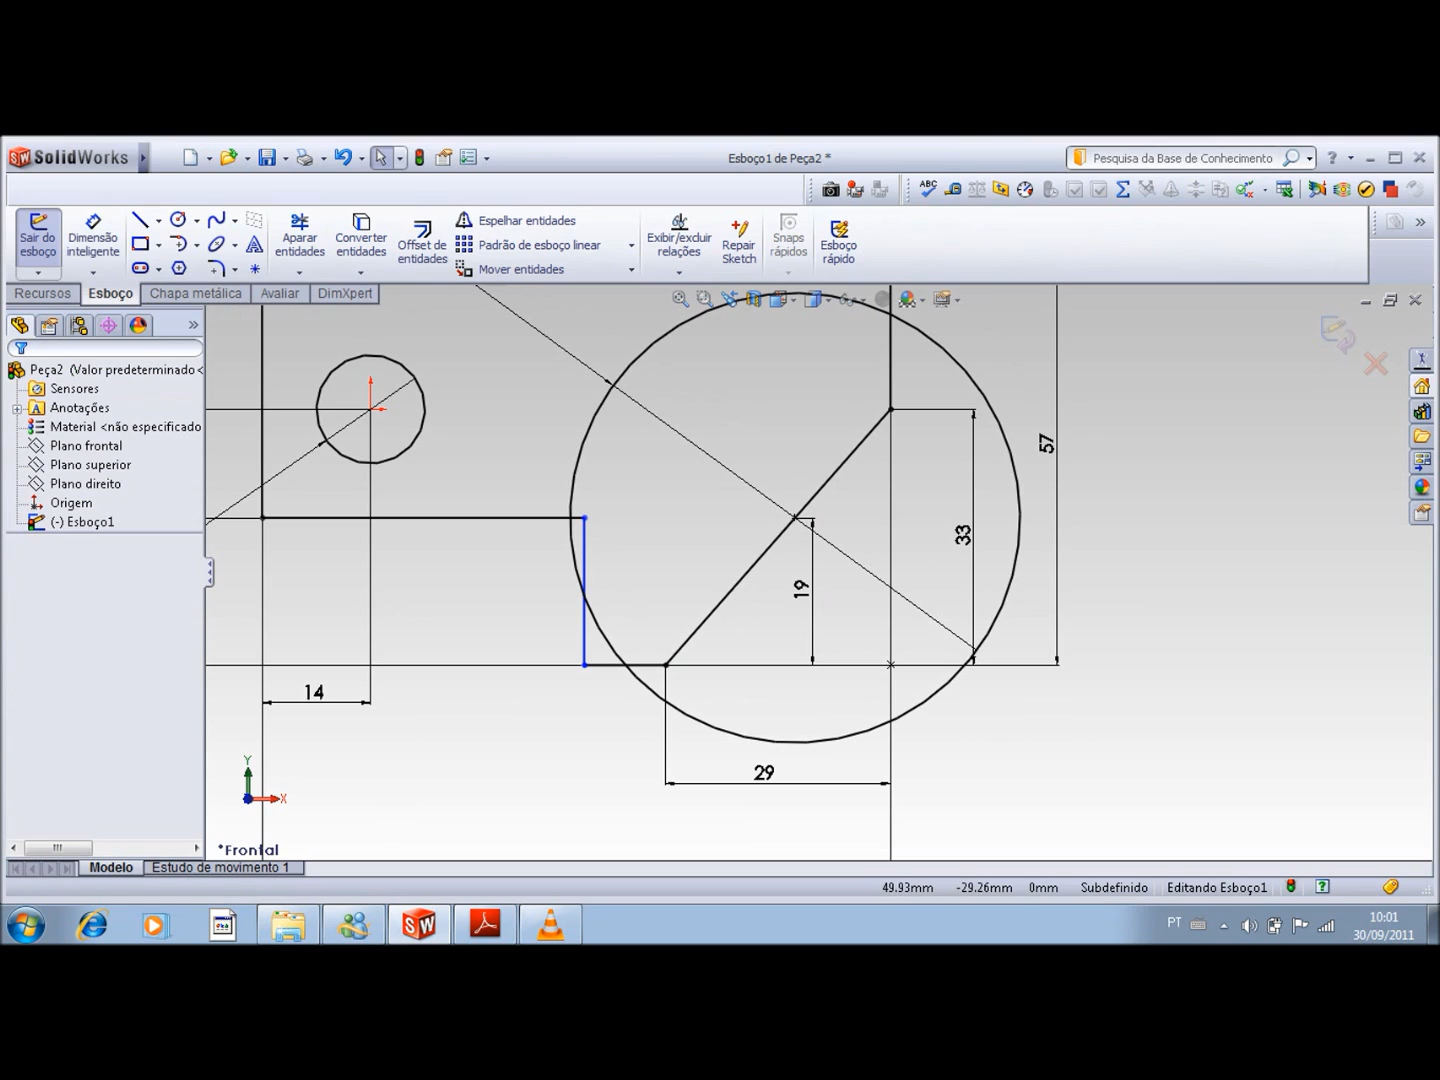 SolidWorks
Esboço1 de Peça2 *
Pesquisa da Base de Conhecimento
?
ABC
Sair do esboço
Dimensão inteligente
Aparar entidades
Converter entidades
Offset de entidades
Espelhar entidades
Padrão de esboço linear
Mover entidades
Exibir/excluir relações
Repair Sketch
Snaps rápidos
Esboço rápido
Recursos
Esboço
Chapa metálica
Avaliar
DimXpert
Peça2 (Valor predeterminado<
Sensores
Anotações
Material <não especificado
Plano frontal
Plano superior
Plano direito
Origem
(-) Esboço1
57
33
19
14
29
Y
X
*Frontal
Modelo
Estudo de movimento 1
49.93mm
-29.26mm
0mm
Subdefinido
Editando Esboço1
PT
10:01
30/09/2011